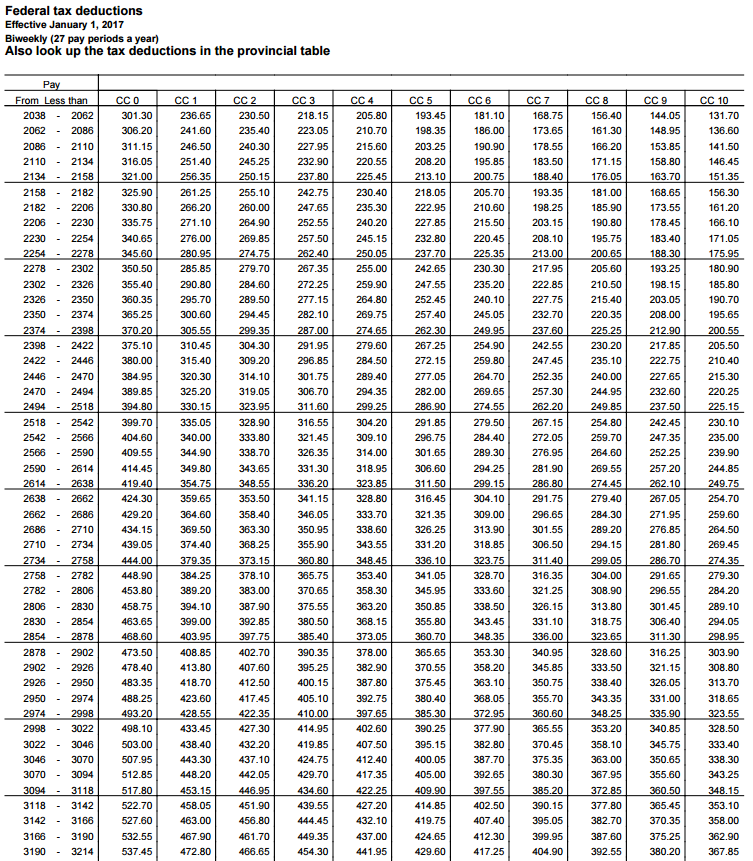 Federal tax deductions
Effective January 1, 2017
Biweekly (27 pay periods a year)
Also look up the tax deductions in the provincial table
Pay
From Less than CC 0 CC 1 CC 2 CC 3 CC 4 CC 5 CC 6 CC 7 CC 8 CC 9 CC 10
2038 - 2062 301.30 236.65 230.50 218.15 205.80 193.45 181.10 168.75 156.40 144.05 131.70
2062 - 2086 306.20 241.60 235.40 223.05 210.70 198.35 186.00 173.65 161.30 148.95 136.60
2086 - 2110 311.15 246.50 240.30 227.95 215.60 203.25 190.90 178.55 166.20 153.85 141.50
2110 - 2134 316.05 251.40 245.25 232.90 220.55 208.20 195.85 183.50 171.15 158.80 146.45
2134 - 2158 321.00 256.35 250.15 237.80 225.45 213.10 200.75 188.40 176.05 163.70 151.35
2158 - 2182 325.90 261.25 255.10 242.75 230.40 218.05 205.70 193.35 181.00 168.65 156.30
2182 - 2206 330.80 266.20 260.00 247.65 235.30 222.95 210.60 198.25 185.90 173.55 161.20
2206 - 2230 335.75 271.10 264.90 252.55 240.20 227.85 215.50 203.15 190.80 178.45 166.10
2230 - 2254 340.65 276.00 269.85 257.50 245.15 232.80 220.45 208.10 195.75 183.40 171.05
2254 - 2278 345.60 280.95 274.75 262.40 250.05 237.70 225.35 213.00 200.65 188.30 175.95
2278 - 2302 350.50 285.85 279.70 267.35 255.00 242.65 230.30 217.95 205.60 193.25 180.90
2302 - 2326 355.40 290.80 284.60 272.25 259.90 247.55 235.20 222.85 210.50 198.15 185.80
2326 - 2350 360.35 295.70 289.50 277.15 264.80 252.45 240.10 227.75 215.40 203.05 190.70
2350 - 2374 365.25 300.60 294.45 282.10 269.75 257.40 245.05 232.70 220.35 208.00 195.65
2374 - 2398 370.20 305.55 299.35 287.00 274.65 262.30 249.95 237.60 225.25 212.90 200.55
2398 - 2422 375.10 310.45 304.30 291.95 279.60 267.25 254.90 242.55 230.20 217.85 205.50
2422 - 2446 380.00 315.40 309.20 296.85 284.50 272.15 259.80 247.45 235.10 222.75 210.40
2446 - 2470 384.95 320.30 314.10 301.75 289.40 277.05 264.70 252.35 240.00 227.65 215.30
2470 - 2494 389.85 325.20 319.05 306.70 294.35 282.00 269.65 257.30 244.95 232.60 220.25
2494 - 2518 394.80 330.15 323.95 311.60 299.25 286.90 274.55 262.20 249.85 237.50 225.15
2518 - 2542 399.70 335.05 328.90 316.55 304.20 291.85 279.50 267.15 254.80 242.45 230.10
2542 - 2566 404.60 340.00 333.80 321.45 309.10 296.75 284.40 272.05 259.70 247.35 235.00
2566 - 2590 409.55 344.90 338.70 326.35 314.00 301.65 289.30 276.95 264.60 252.25 239.90
2590 - 2614 414.45 349.80 343.65 331.30 318.95 306.60 294.25 281.90 269.55 257.20 244.85
2614 - 2638 419.40 354.75 348.55 336.20 323.85 311.50 299.15 286.80 274.45 262.10 249.75
2638 - 2662 424.30 359.65 353.50 341.15 328.80 316.45 304.10 291.75 279.40 267.05 254.70
2662 - 2686 429.20 364.60 358.40 346.05 333.70 321.35 309.00 296.65 284.30 271.95 259.60
2686 - 2710 434.15 369.50 363.30 350.95 338.60 326.25 313.90 301.55 289.20 276.85 264.50
2710 - 2734 439.05 374.40 368.25 355.90 343.55 331.20 318.85 306.50 294.15 281.80 269.45
2734 - 2758 444.00 379.35 373.15 360.80 348.45 336.10 323.75 311.40 299.05 286.70 274.35
2758 - 2782 448.90 384.25 378.10 365.75 353.40 341.05 328.70 316.35 304.00 291.65 279.30
2782 - 2806 453.80 389.20 383.00 370.65 358.30 345.95 333.60 321.25 308.90 296.55 284.20
2806 - 2830 458.75 394.10 387.90 375.55 363.20 350.85 338.50 326.15 313.80 301.45 289.10
2830 - 2854 463.65 399.00 392.85 380.50 368.15 355.80 343.45 331.10 318.75 306.40 294.05
2854 - 2878 468.60 403.95 397.75 385.40 373.05 360.70 348.35 336.00 323.65 311.30 298.95
2878 - 2902 473.50 408.85 402.70 390.35 378.00 365.65 353.30 340.95 328.60 316.25 303.90
2902 - 2926 478.40 413.80 407.60 395.25 382.90 370.55 358.20 345.85 333.50 321.15 308.80
2926 - 2950 483.35 418.70 412.50 400.15 387.80 375.45 363.10 350.75 338.40 326.05 313.70
2950 - 2974 488.25 423.60 417.45 405.10 392.75 380.40 368.05 355.70 343.35 331.00 318.65
2974 - 2998 493.20 428.55 422.35 410.00 397.65 385.30 372.95 360.60 348.25 335.90 323.55
2998 - 3022 498.10 433.45 427.30 414.95 402.60 390.25 377.90 365.55 353.20 340.85 328.50
3022 - 3046 503.00 438.40 432.20 419.85 407.50 395.15 382.80 370.45 358.10 345.75 333.40
3046 - 3070 507.95 443.30 437.10 424.75 412.40 400.05 387.70 375.35 363.00 350.65 338.30
3070 - 3094 512.85 448.20 442.05 429.70 417.35 405.00 392.65 380.30 367.95 355.60 343.25
3094 - 3118 517.80 453.15 446.95 434.60 422.25 409.90 397.55 385.20 372.85 360.50 348.15
3118 - 3142 522.70 458.05 451.90 439.55 427.20 414.85 402.50 390.15 377.80 365.45 353.10
3142 - 3166 527.60 463.00 456.80 444.45 432.10 419.75 407.40 395.05 382.70 370.35 358.00
3166 - 3190 532.55 467.90 461.70 449.35 437.00 424.65 412.30 399.95 387.60 375.25 362.90
3190 - 3214 537.45 472.80 466.65 454.30 441.95 429.60 417.25 404.90 392.55 380.20 367.85